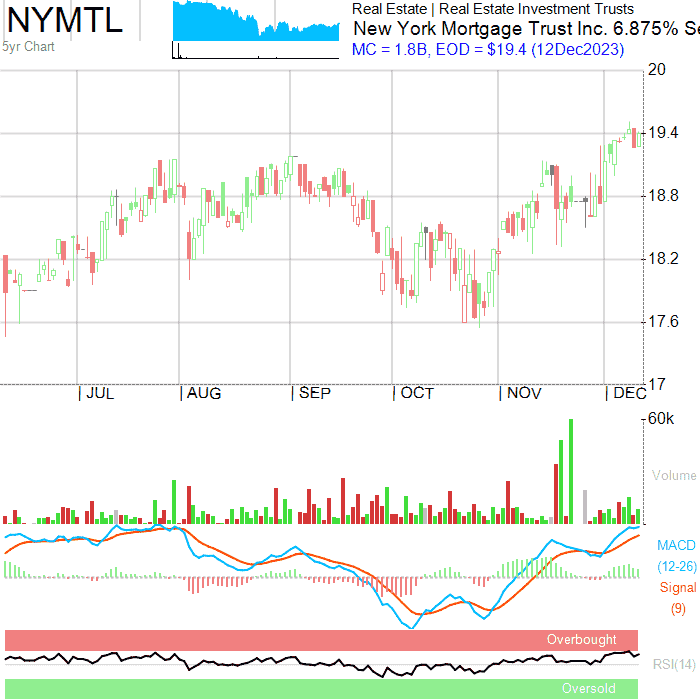 NYMTL
5yr Chart
Real Estate | Real Estate Investment Trusts
New York Mortgage Trust Inc. 6.875% Se
MC = 1.8B, EOD = $19.4 (12Dec2023)
20
19.4
18.8
18.2
17.6
17
| JUL | AUG | SEP | OCT | NOV | DEC
60k
Volume
MACD
(12-26)
Signal
(9)
Overbought
RSI(14)
Oversold